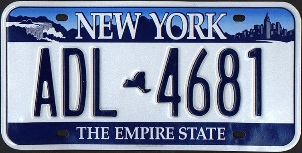 NEW YORK
ADL 4681
THE EMPIRE STATE